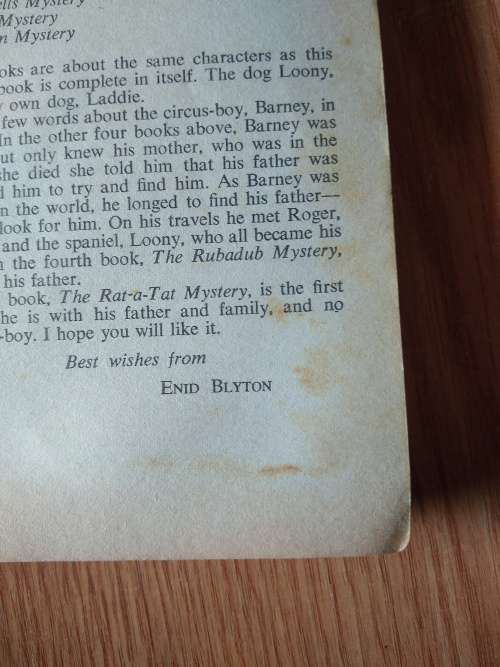 Mystery
Mystery
n Mystery
oks are about the same characters as this
book is complete in itself. The dog Loony,
own dog, Laddie.
few words about the circus-boy, Barney, in
In the other four books above, Barney was
ut only knew his mother, who was in the
she died she told him that his father was
d him to try and find him. As Barney was
n the world, he longed to find his father—
look for him. On his travels he met Roger,
and the spaniel, Loony, who all became his
n the fourth book, The Rubadub Mystery,
his father.
book, The Rat-a-Tat Mystery, is the first
he is with his father and family, and no
-boy. I hope you will like it.
Best wishes from
ENID BLYTON